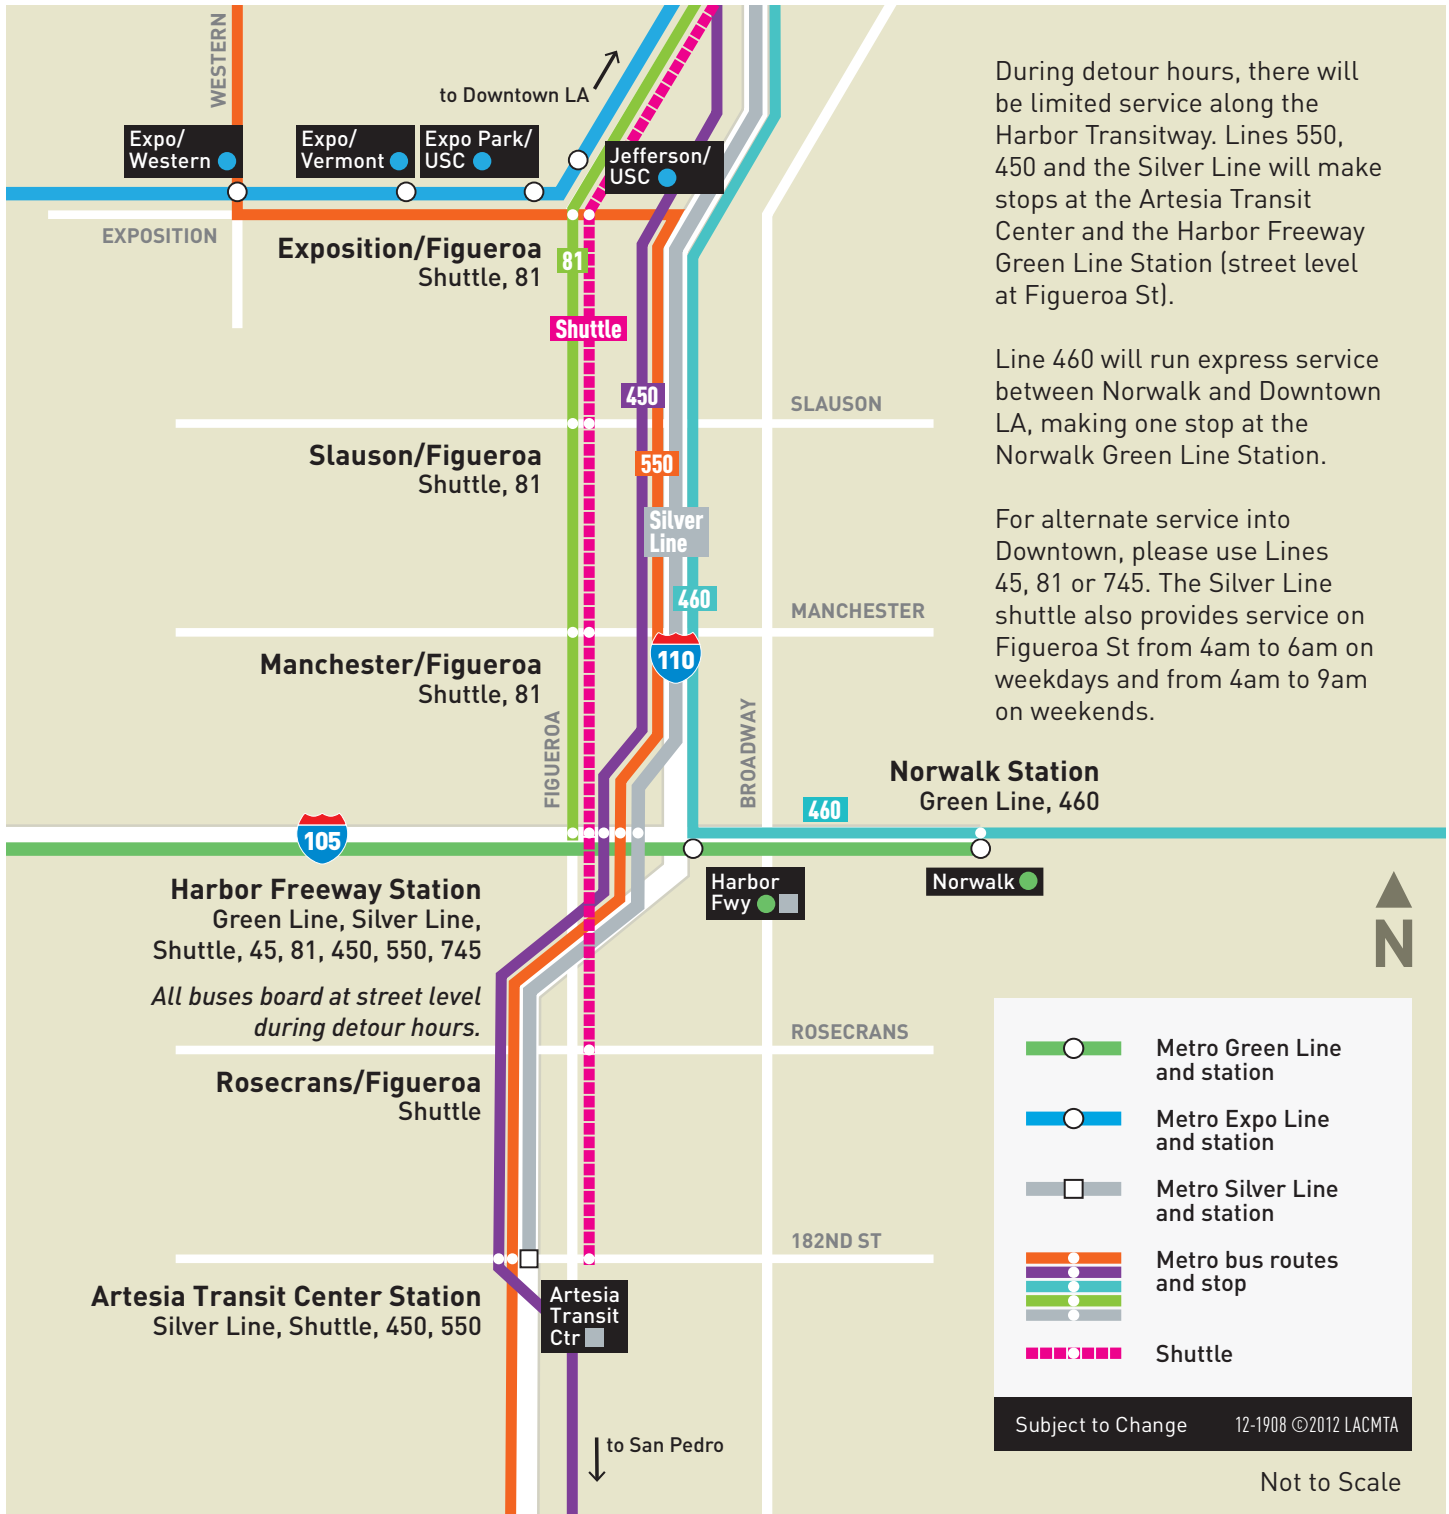 WESTERN
to Downtown LA
Expo/
Western
Expo/
Vermont
Expo Park/
USC
Jefferson/
USC
EXPOSITION
Exposition/Figueroa
Shuttle, 81
81
Shuttle
450
SLAUSON
Slauson/Figueroa
Shuttle, 81
550
Silver
Line
460
MANCHESTER
Manchester/Figueroa
Shuttle, 81
110
FIGUEROA
BROADWAY
During detour hours, there will
be limited service along the
Harbor Transitway. Lines 550,
450 and the Silver Line will make
stops at the Artesia Transit
Center and the Harbor Freeway
Green Line Station (street level
at Figueroa St).
Line 460 will run express service
between Norwalk and Downtown
LA, making one stop at the
Norwalk Green Line Station.
For alternate service into
Downtown, please use Lines
45, 81 or 745. The Silver Line
shuttle also provides service on
Figueroa St from 4am to 6am on
weekdays and from 4am to 9am
on weekends.
Norwalk Station
Green Line, 460
460
105
Harbor Freeway Station
Green Line, Silver Line,
Shuttle, 45, 81, 450, 550, 745
All buses board at street level
during detour hours.
Harbor
Fwy
Norwalk
N
ROSECRANS
Rosecrans/Figueroa
Shuttle
182ND ST
Artesia Transit Center Station
Silver Line, Shuttle, 450, 550
Artesia
Transit
Ctr
to San Pedro
Metro Green Line
and station
Metro Expo Line
and station
Metro Silver Line
and station
Metro bus routes
and stop
Shuttle
Subject to Change
12-1908 ©2012 LACMTA
Not to Scale